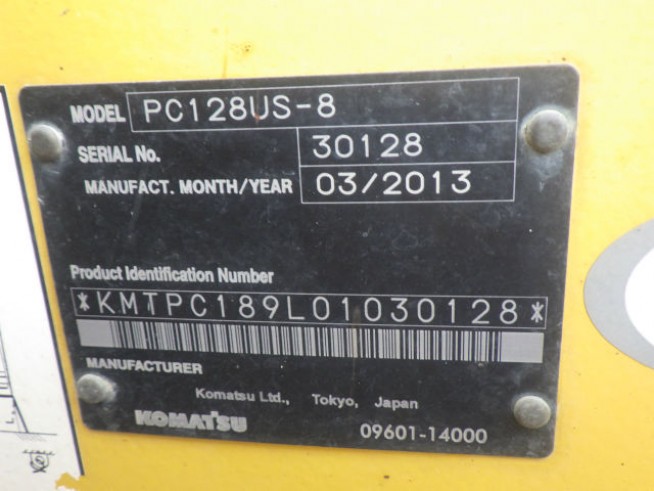 MODEL PC128US-8
SERIAL No. 30128
MANUFACT. MONTH/YEAR 03/2013
Product Identification Number
*KMTPC189L01030128*
MANUFACTURER
Komatsu Ltd., Tokyo, Japan
KOMATSU
09601-14000